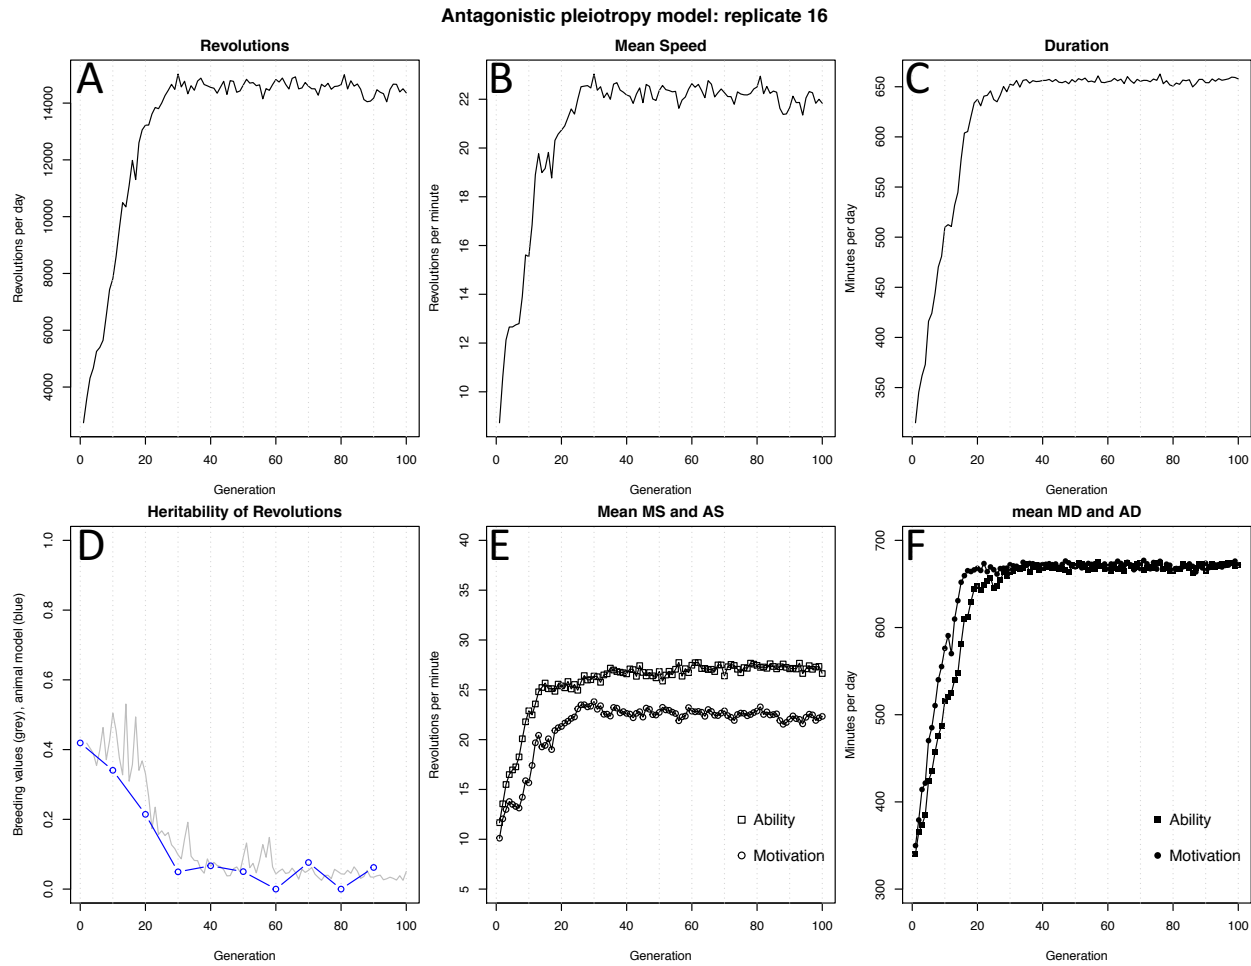 Antagonistic pleiotropy model: replicate 16
Revolutions
A
Revolutions per day
14000
12000
10000
8000
6000
4000
0 20 40 60 80 100
Generation
Mean Speed
B
Revolutions per minute
22
20
18
16
14
12
10
0 20 40 60 80 100
Generation
Duration
C
Minutes per day
650
600
550
500
450
400
350
0 20 40 60 80 100
Generation
Heritability of Revolutions
D
Breeding values (grey), animal model (blue)
1.0
0.8
0.6
0.4
0.2
0.0
0 20 40 60 80 100
Generation
Mean MS and AS
E
Revolutions per minute
40
35
30
25
20
15
10
5
Ability
Motivation
0 20 40 60 80 100
Generation
mean MD and AD
F
Minutes per day
700
600
500
400
300
Ability
Motivation
0 20 40 60 80 100
Generation